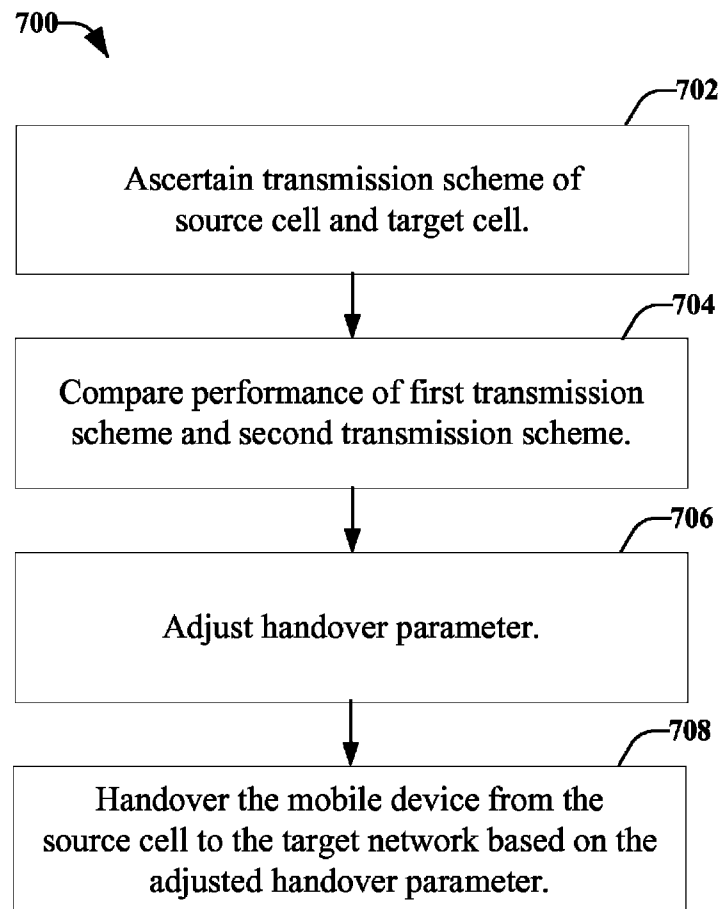 700
702
Ascertain transmission scheme of
source cell and target cell.
704
Compare performance of first transmission
scheme and second transmission scheme.
706
Adjust handover parameter.
708
Handover the mobile device from the
source cell to the target network based on the
adjusted handover parameter.